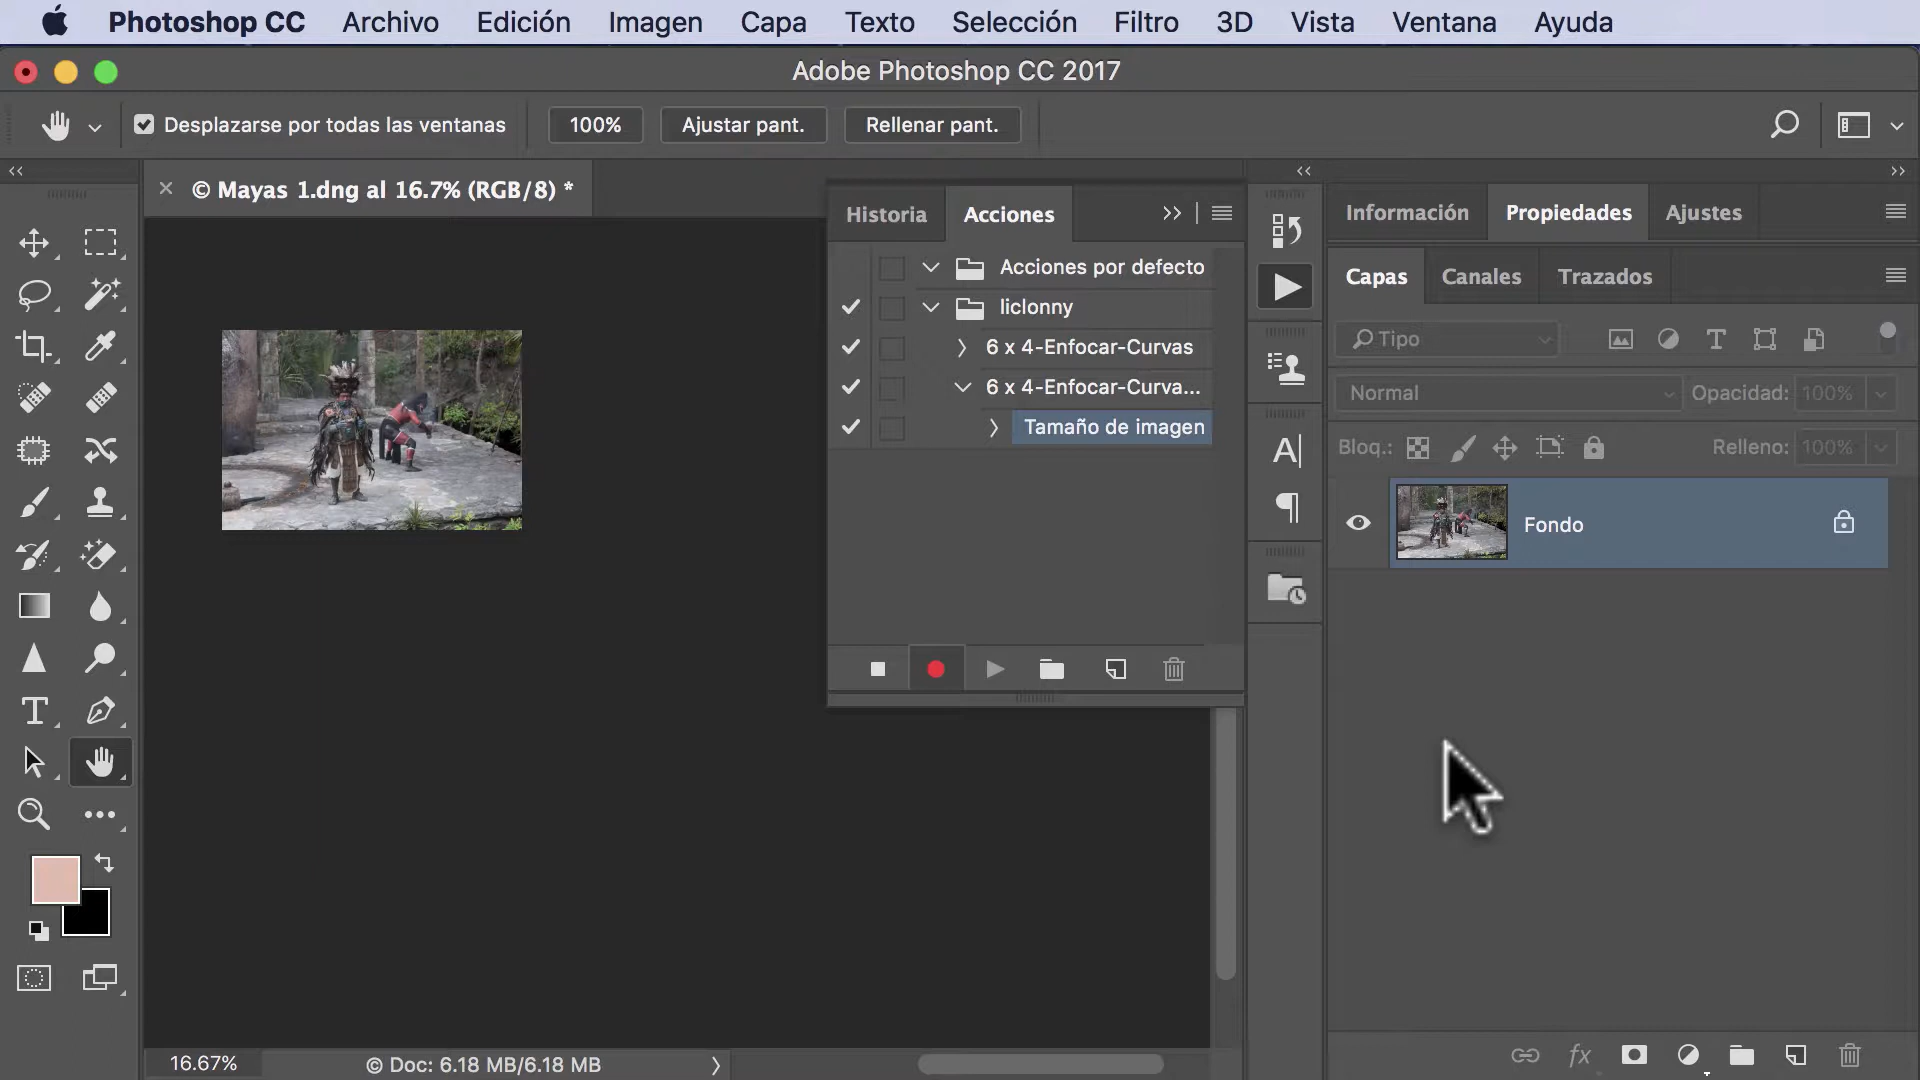 Photoshop CC Archivo Edición Imagen Capa Texto Selección Filtro 3D Vista Ventana Ayuda
Adobe Photoshop CC 2017
Desplazarse por todas las ventanas 100% Ajustar pant. Rellenar pant.
© Mayas 1.dng al 16.7% (RGB/8) *
Historia Acciones
Acciones por defecto
liclonny
6 x 4-Enfocar-Curvas
6 x 4-Enfocar-Curva...
Tamaño de imagen
Información Propiedades Ajustes
Capas Canales Trazados
Tipo
Normal Opacidad: 100%
Bloq.: Relleno: 100%
Fondo
16.67% © Doc: 6.18 MB/6.18 MB